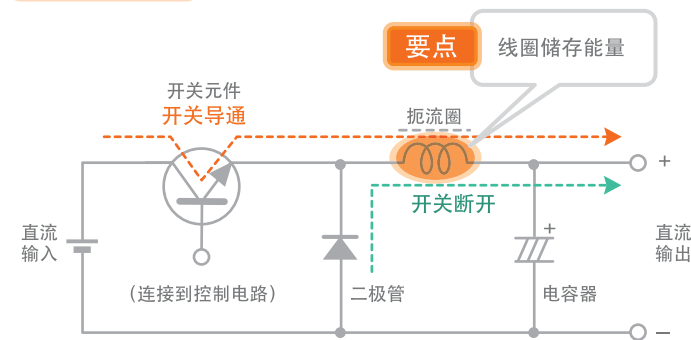 要点
线圈储存能量
开关元件
开关导通
扼流圈
+
开关断开
直流
输入
+
直流
输出
(连接到控制电路)
二极管
电容器
−